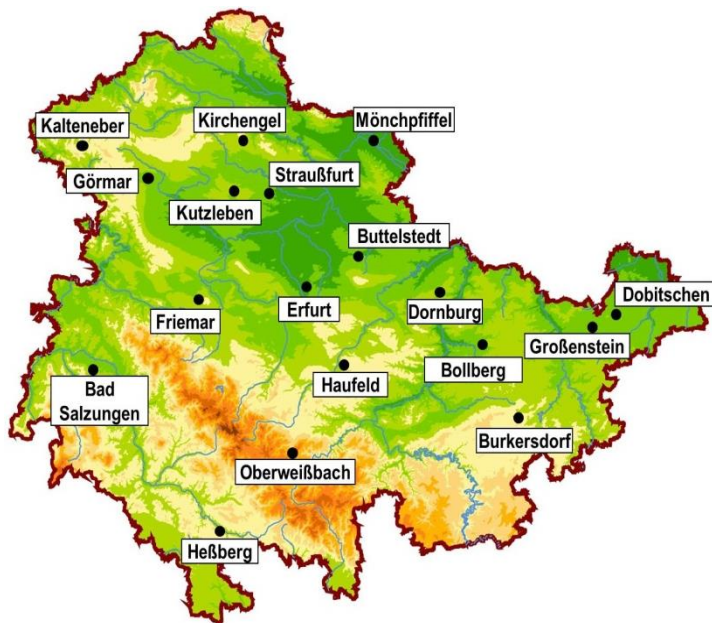 Kirchengel
Mönchpfiffel
Kalteneber
Görmar
Straußfurt
Kutzleben
Buttelstedt
Dobitschen
Friemar
Erfurt
Dornburg
Großenstein
Haufeld
Bollberg
Bad
Salzungen
Burkersdorf
Oberweißbach
Heßberg